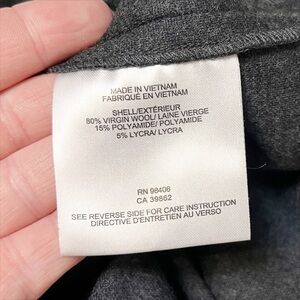 MADE IN VIETNAM
FABRIQUÉ EN VIETNAM
SHELL/EXTÉRIEUR
80% VIRGIN WOOL/ LAINE VIERGE
15% POLYAMIDE/ POLYAMIDE
5% LYCRA/ LYCRA
RN 98406
CA 39862
SEE REVERSE SIDE FOR CARE INSTRUCTION
DIRECTIVE D'ENTRETIEN AU VERSO